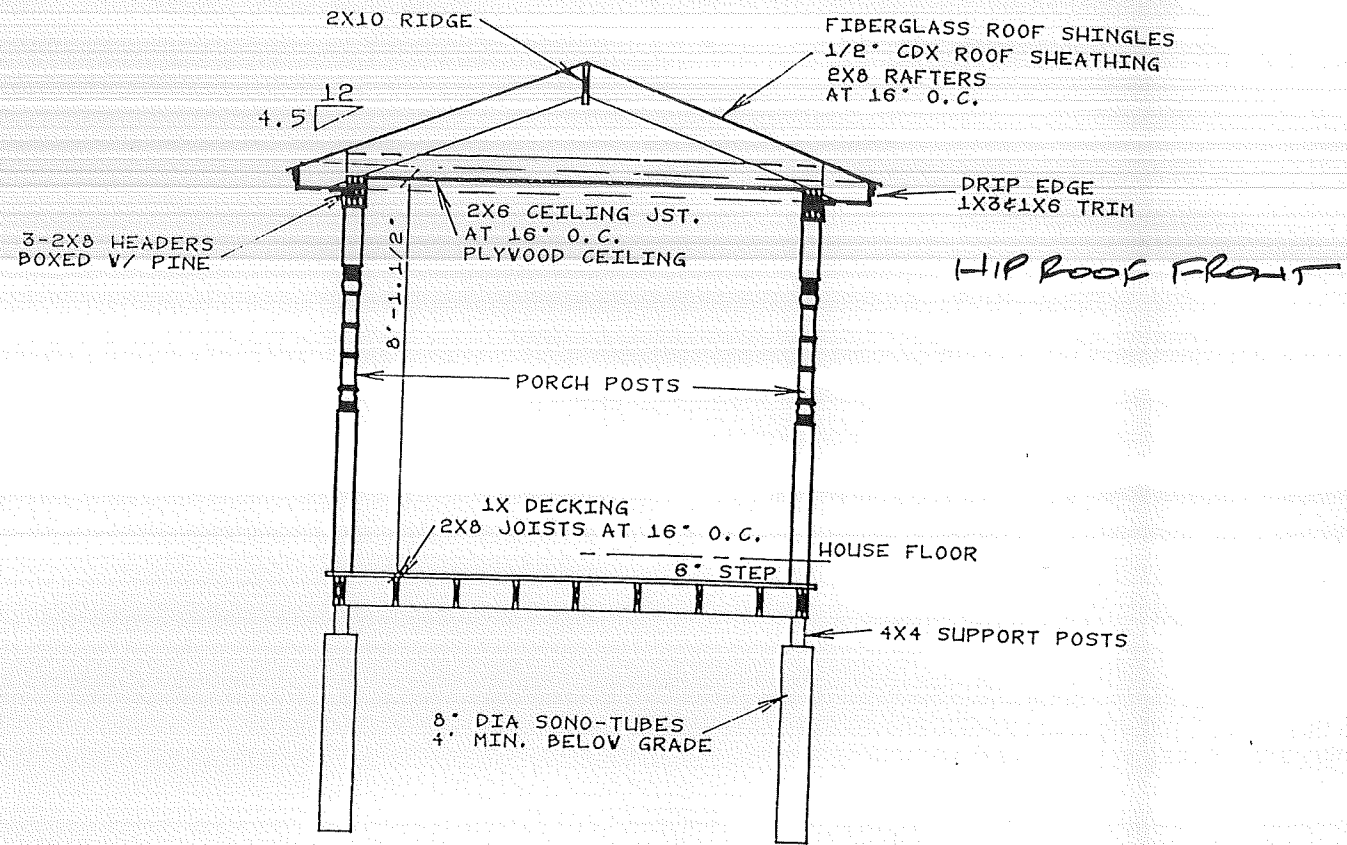 2X10 RIDGE
FIBERGLASS ROOF SHINGLES
1/2" CDX ROOF SHEATHING
2X8 RAFTERS
AT 16" O.C.
12
4.5
DRIP EDGE
1X3&1X6 TRIM
3-2X8 HEADERS
BOXED W/ PINE
2X6 CEILING JST.
AT 16" O.C.
PLYWOOD CEILING
HIP ROOF FRONT
8'-1.1/2"
PORCH POSTS
1X DECKING
2X8 JOISTS AT 16" O.C.
HOUSE FLOOR
6" STEP
4X4 SUPPORT POSTS
8" DIA SONO-TUBES
4' MIN. BELOW GRADE